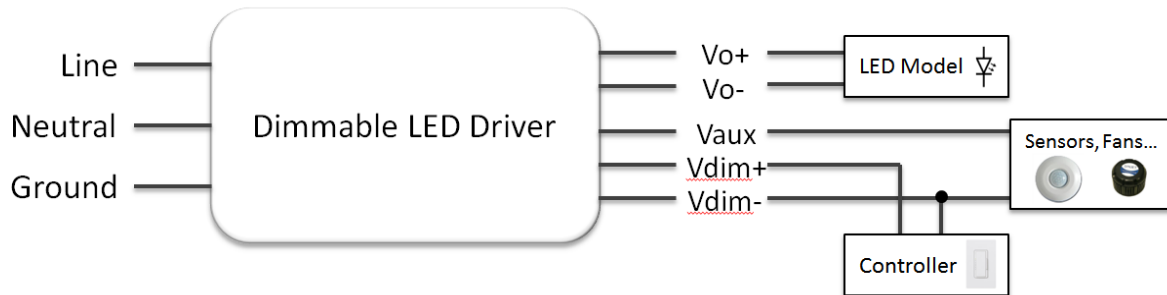 Line
Neutral
Ground
Dimmable LED Driver
Vo+
Vo-
Vaux
Vdim+
Vdim-
LED Model
Sensors, Fans...
Controller